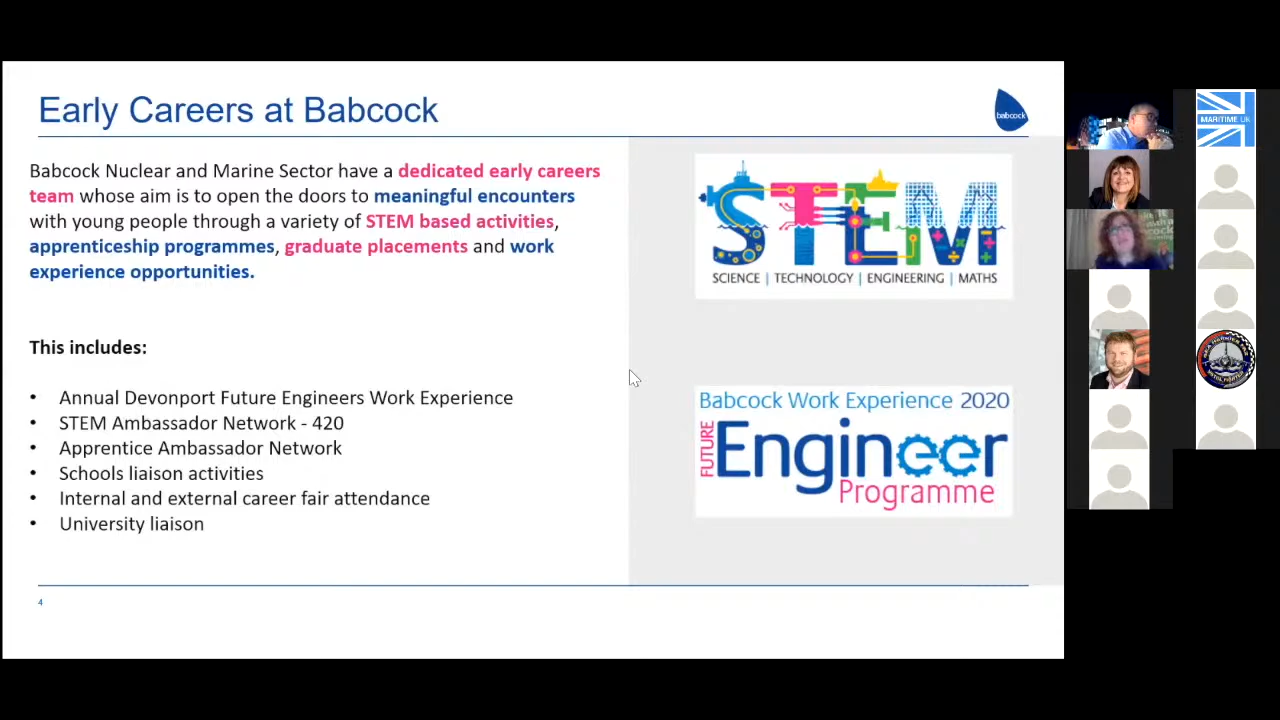 Early Careers at Babcock
babcock
Babcock Nuclear and Marine Sector have a dedicated early careers
team whose aim is to open the doors to meaningful encounters
with young people through a variety of STEM based activities,
apprenticeship programmes, graduate placements and work
experience opportunities.
This includes:
• Annual Devonport Future Engineers Work Experience
• STEM Ambassador Network - 420
• Apprentice Ambassador Network
• Schools liaison activities
• Internal and external career fair attendance
• University liaison
STEM
SCIENCE | TECHNOLOGY | ENGINEERING | MATHS
Babcock Work Experience 2020
FUTURE
Engineer
Programme
4
MARITIME UK